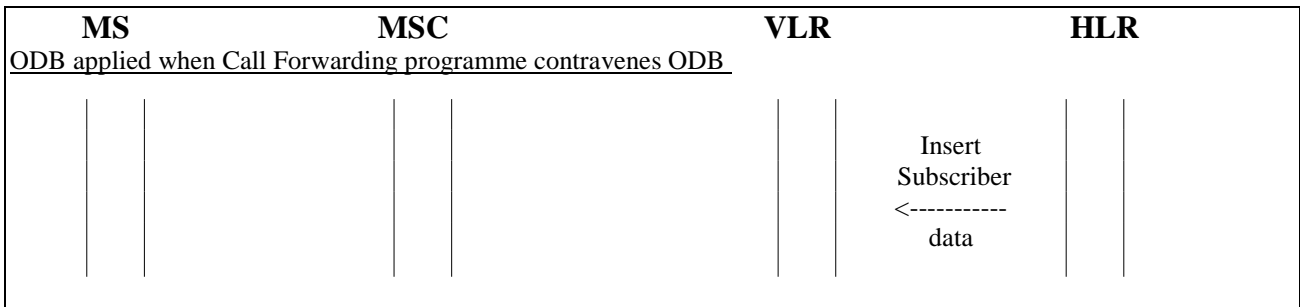 MS MSC VLR HLR
ODB applied when Call Forwarding programme contravenes ODB
Insert
Subscriber
<-----------
data